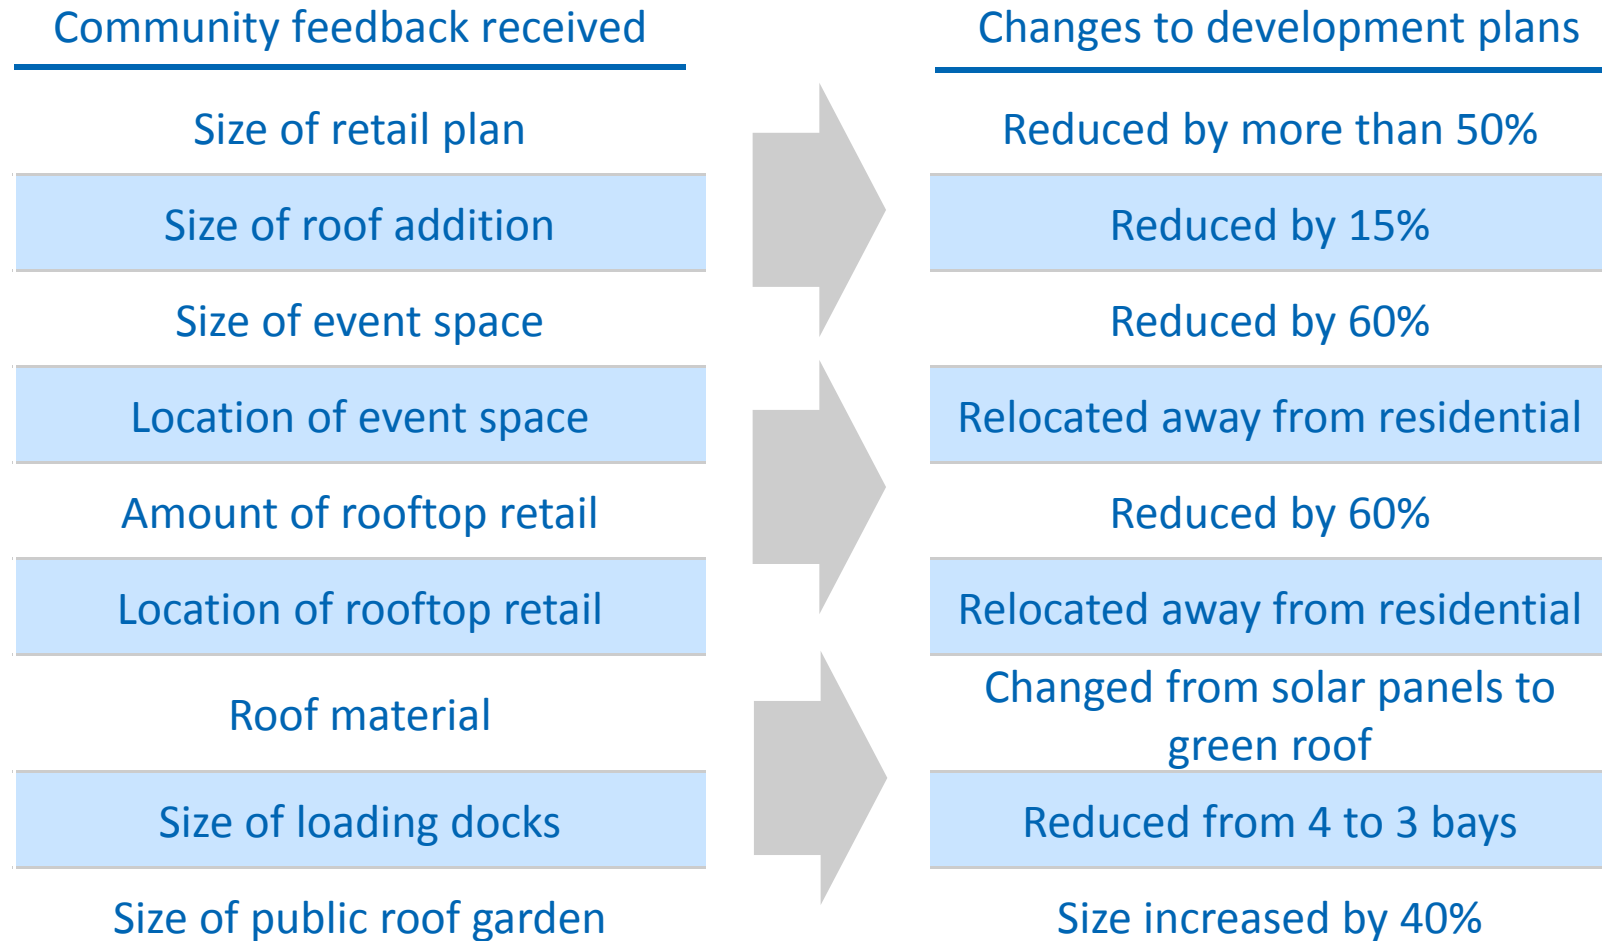 Community feedback received
Changes to development plans
Size of retail plan
Reduced by more than 50%
Size of roof addition
Reduced by 15%
Size of event space
Reduced by 60%
Location of event space
Relocated away from residential
Amount of rooftop retail
Reduced by 60%
Location of rooftop retail
Relocated away from residential
Roof material
Changed from solar panels to
green roof
Size of loading docks
Reduced from 4 to 3 bays
Size of public roof garden
Size increased by 40%